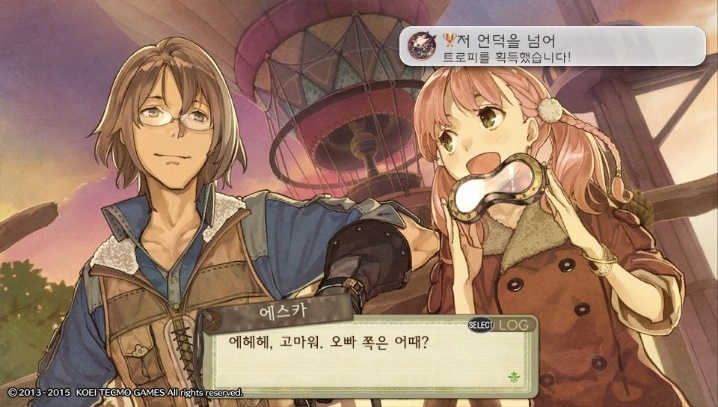 저 언덕을 넘어
트로피를 획득했습니다!
에스카
SELECT LOG
에헤헤, 고마워. 오빠 쪽은 어때?
© 2013-2015 KOEI TECMO GAMES All rights reserved.